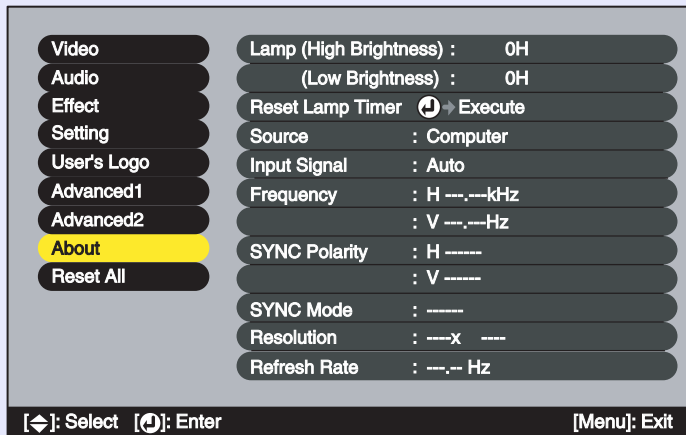 Video
Audio
Effect
Setting
User's Logo
Advanced1
Advanced2
About
Reset All
Lamp (High Brightness) : 0H
(Low Brightness) : 0H
Reset Lamp Timer Execute
Source : Computer
Input Signal : Auto
Frequency : H ---.---kHz
: V ---.---Hz
SYNC Polarity : H ------
: V ------
SYNC Mode : ------
Resolution : ----x ----
Refresh Rate : ---.-- Hz
[ ]: Select [ ]: Enter [Menu]: Exit